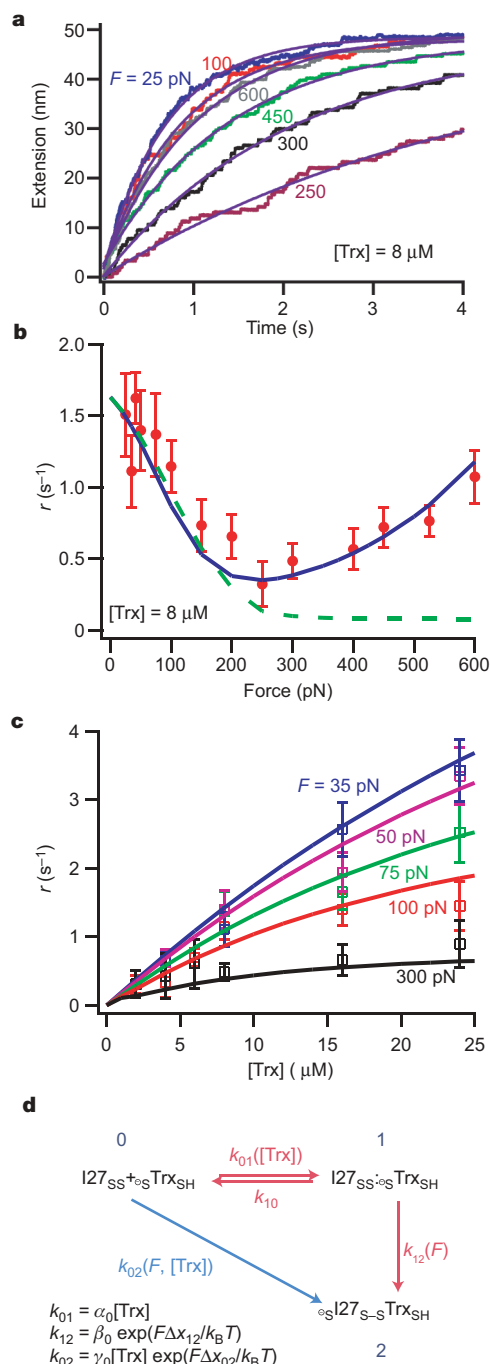 a
50
40
30
20
10
0
Extension (nm)
F = 25 pN
100
600
450
300
250
[Trx] = 8 μM
0 1 2 3 4
Time (s)
b
2.0
1.5
1.0
0.5
0
r (s⁻¹)
[Trx] = 8 μM
0 100 200 300 400 500 600
Force (pN)
c
4
3
2
1
0
r (s⁻¹)
F = 35 pN
50 pN
75 pN
100 pN
300 pN
0 5 10 15 20 25
[Trx] ( μM)
d
0 1
k₀₁([Trx])
I27SS+⊖STrxSH I27SS:⊖STrxSH
k₁₀
k₁₂(F)
k₀₂(F, [Trx])
⊖SI27S–STrxSH
2
k₀₁ = α₀[Trx]
k₁₂ = β₀ exp(FΔx₁₂/kBT)
k₀₂ = γ₀[Trx] exp(FΔx₀₂/kBT)